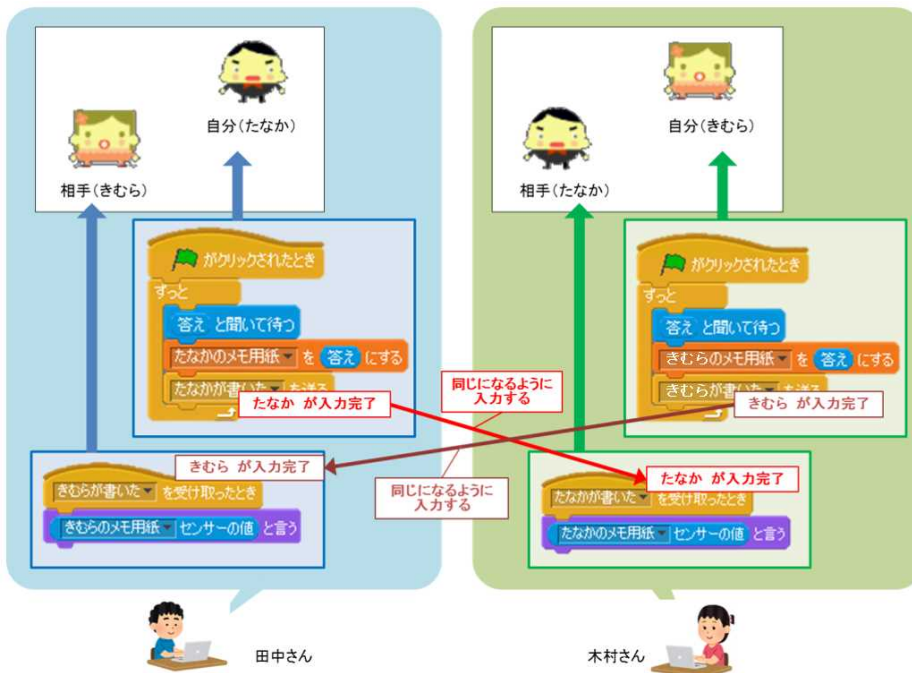 自分(たなか)
相手(きむら)
がクリックされたとき
ずっと
答え と聞いて待つ
たなかのメモ用紙 を 答え にする
たなかが書いた を送る
たなか が入力完了
きむら が入力完了
きむらが書いた を受け取ったとき
きむらのメモ用紙 センサーの値 と言う
田中さん
同じになるように
入力する
同じになるように
入力する
自分(きむら)
相手(たなか)
がクリックされたとき
ずっと
答え と聞いて待つ
きむらのメモ用紙 を 答え にする
きむらが書いた を送る
きむら が入力完了
たなか が入力完了
たなかが書いた を受け取ったとき
たなかのメモ用紙 センサーの値 と言う
木村さん